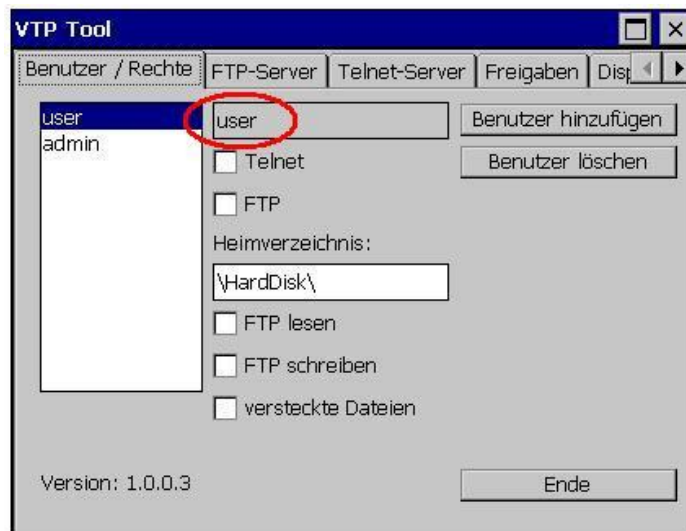 VTP Tool
Benutzer / Rechte FTP-Server Telnet-Server Freigaben Disp
user
admin
user
Benutzer hinzufügen
Telnet
Benutzer löschen
FTP
Heimverzeichnis:
\HardDisk\
FTP lesen
FTP schreiben
versteckte Dateien
Version: 1.0.0.3
Ende